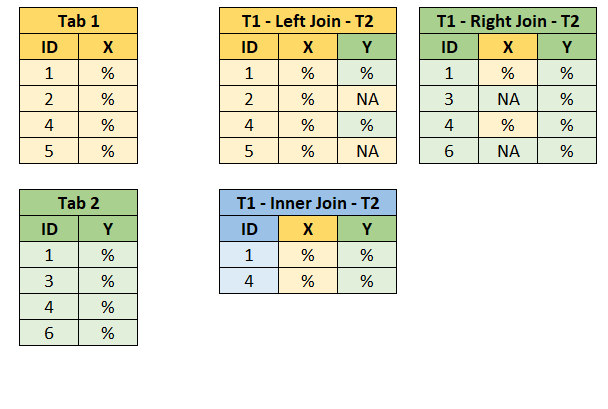 Tab 1
ID X
1 %
2 %
4 %
5 %
T1 - Left Join - T2
ID X Y
1 % %
2 % NA
4 % %
5 % NA
T1 - Right Join - T2
ID X Y
1 % %
3 NA %
4 % %
6 NA %
Tab 2
ID Y
1 %
3 %
4 %
6 %
T1 - Inner Join - T2
ID X Y
1 % %
4 % %